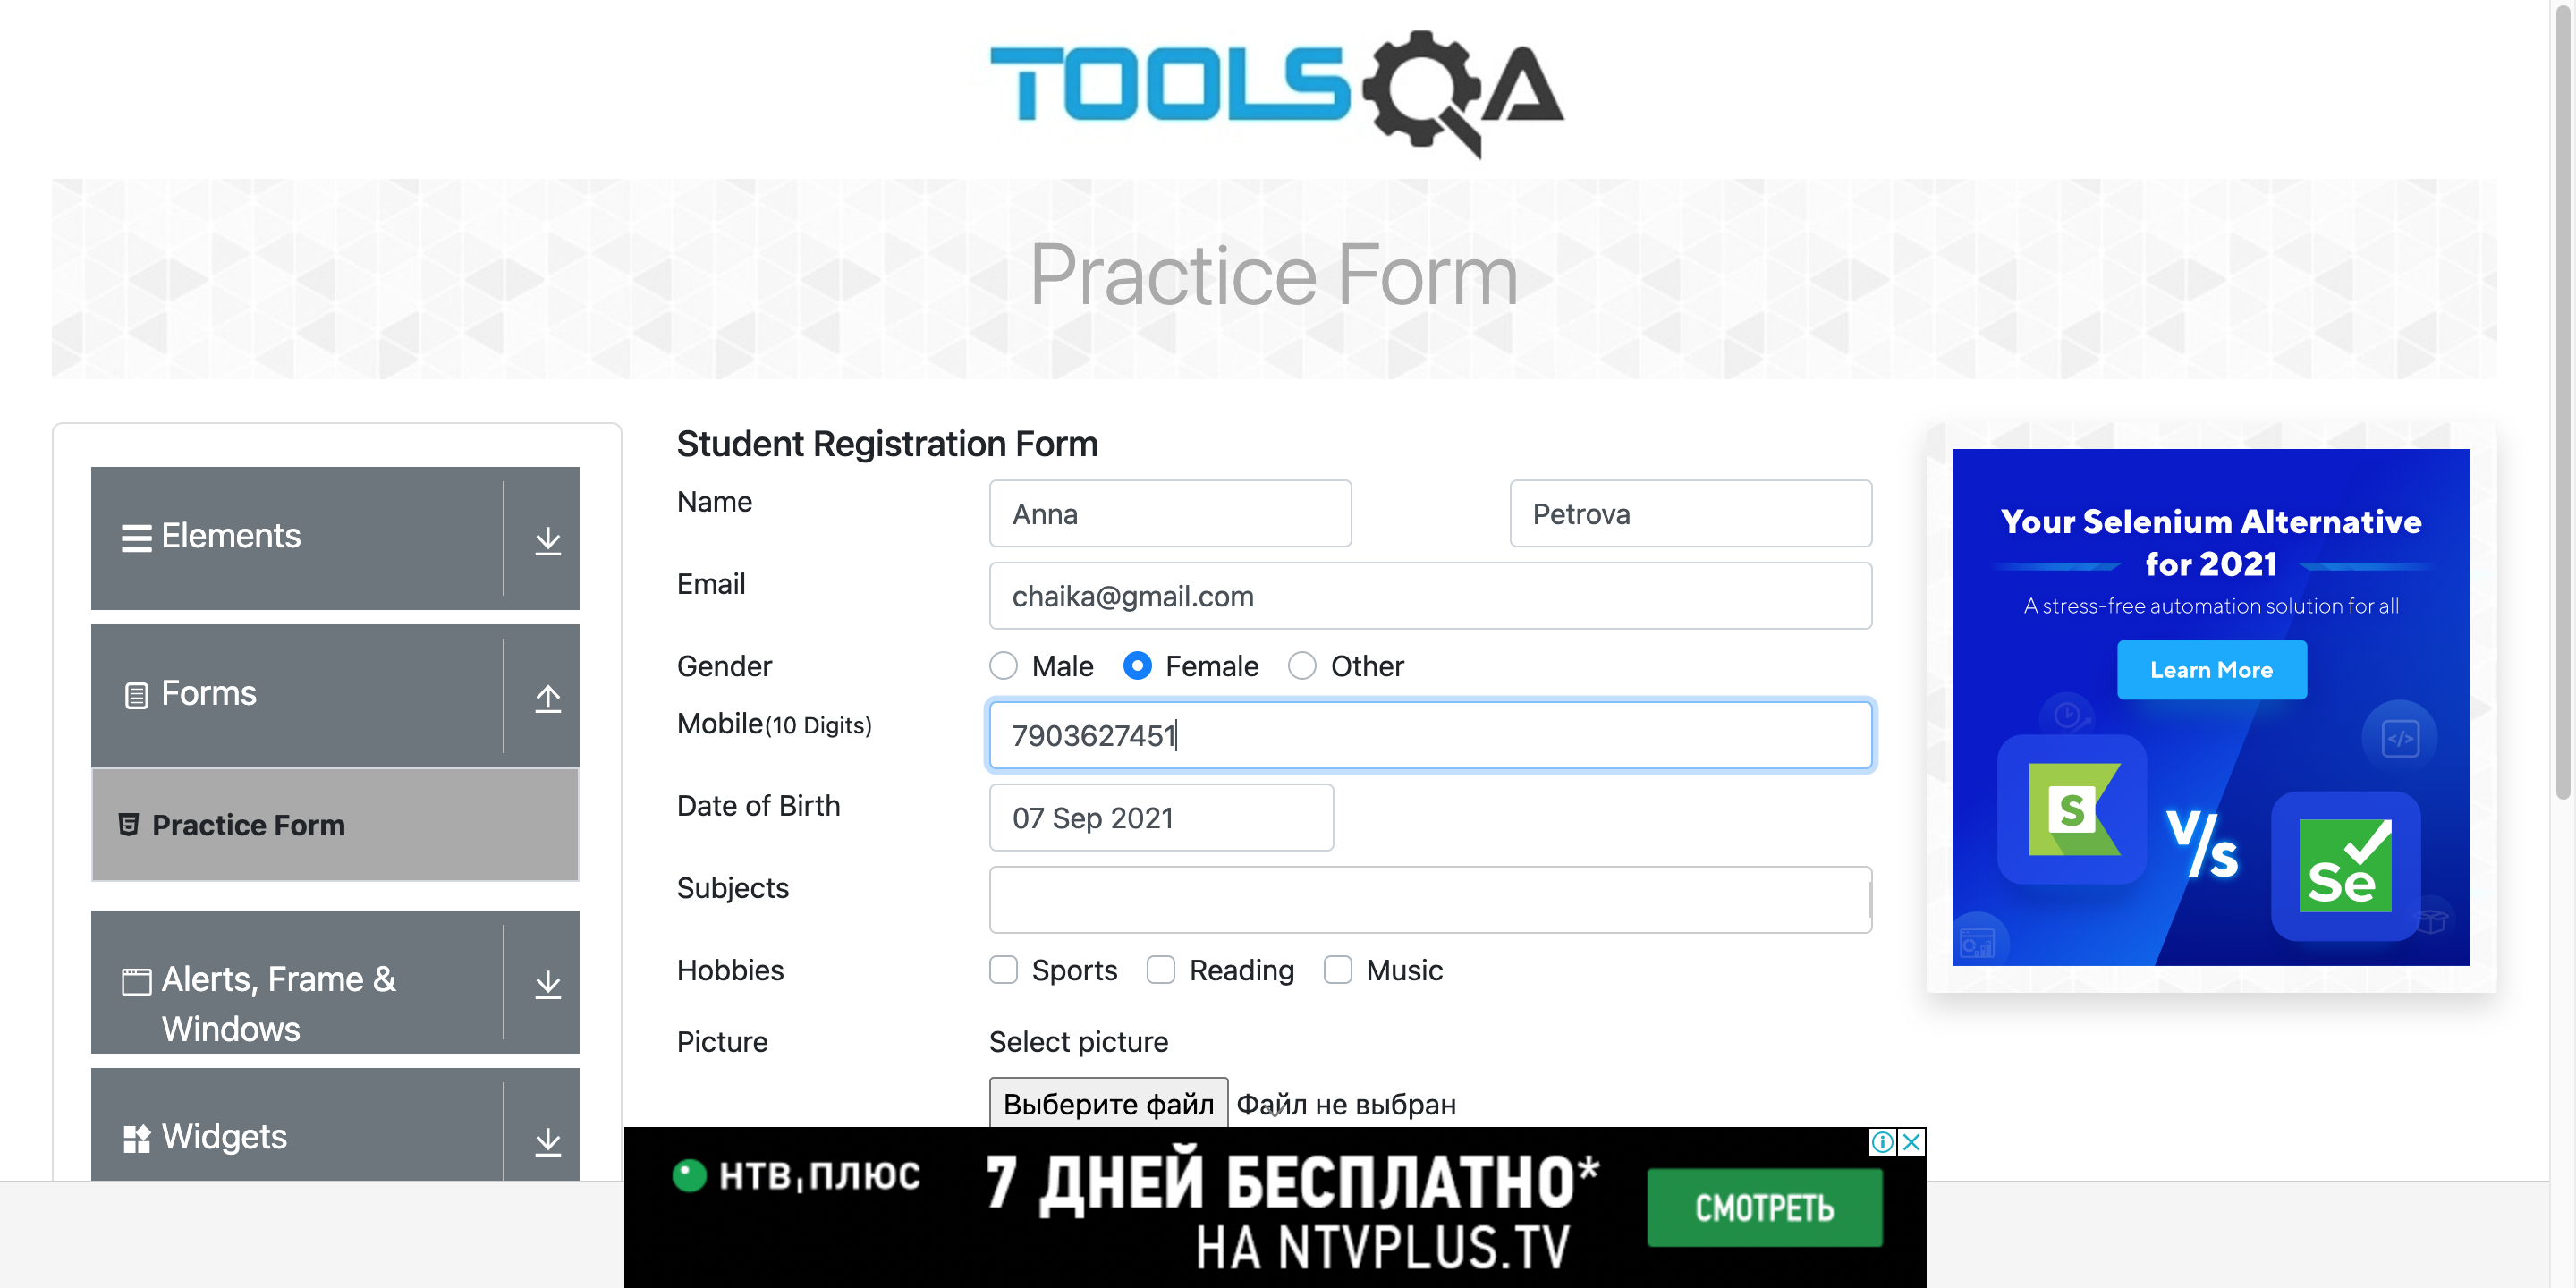 TOOLSQA
Practice Form
Elements
Forms
Practice Form
Alerts, Frame &
Windows
Widgets
Student Registration Form
Name
Anna
Petrova
Email
chaika@gmail.com
Gender
Male
Female
Other
Mobile(10 Digits)
7903627451
Date of Birth
07 Sep 2021
Subjects
Hobbies
Sports
Reading
Music
Picture
Select picture
Выберите файл
Файл не выбран
Your Selenium Alternative
for 2021
A stress-free automation solution for all
Learn More
</>
S
V/s
Se
НТВ ПЛЮС
7 ДНЕЙ БЕСПЛАТНО*
НА NTVPLUS.TV
СМОТРЕТЬ